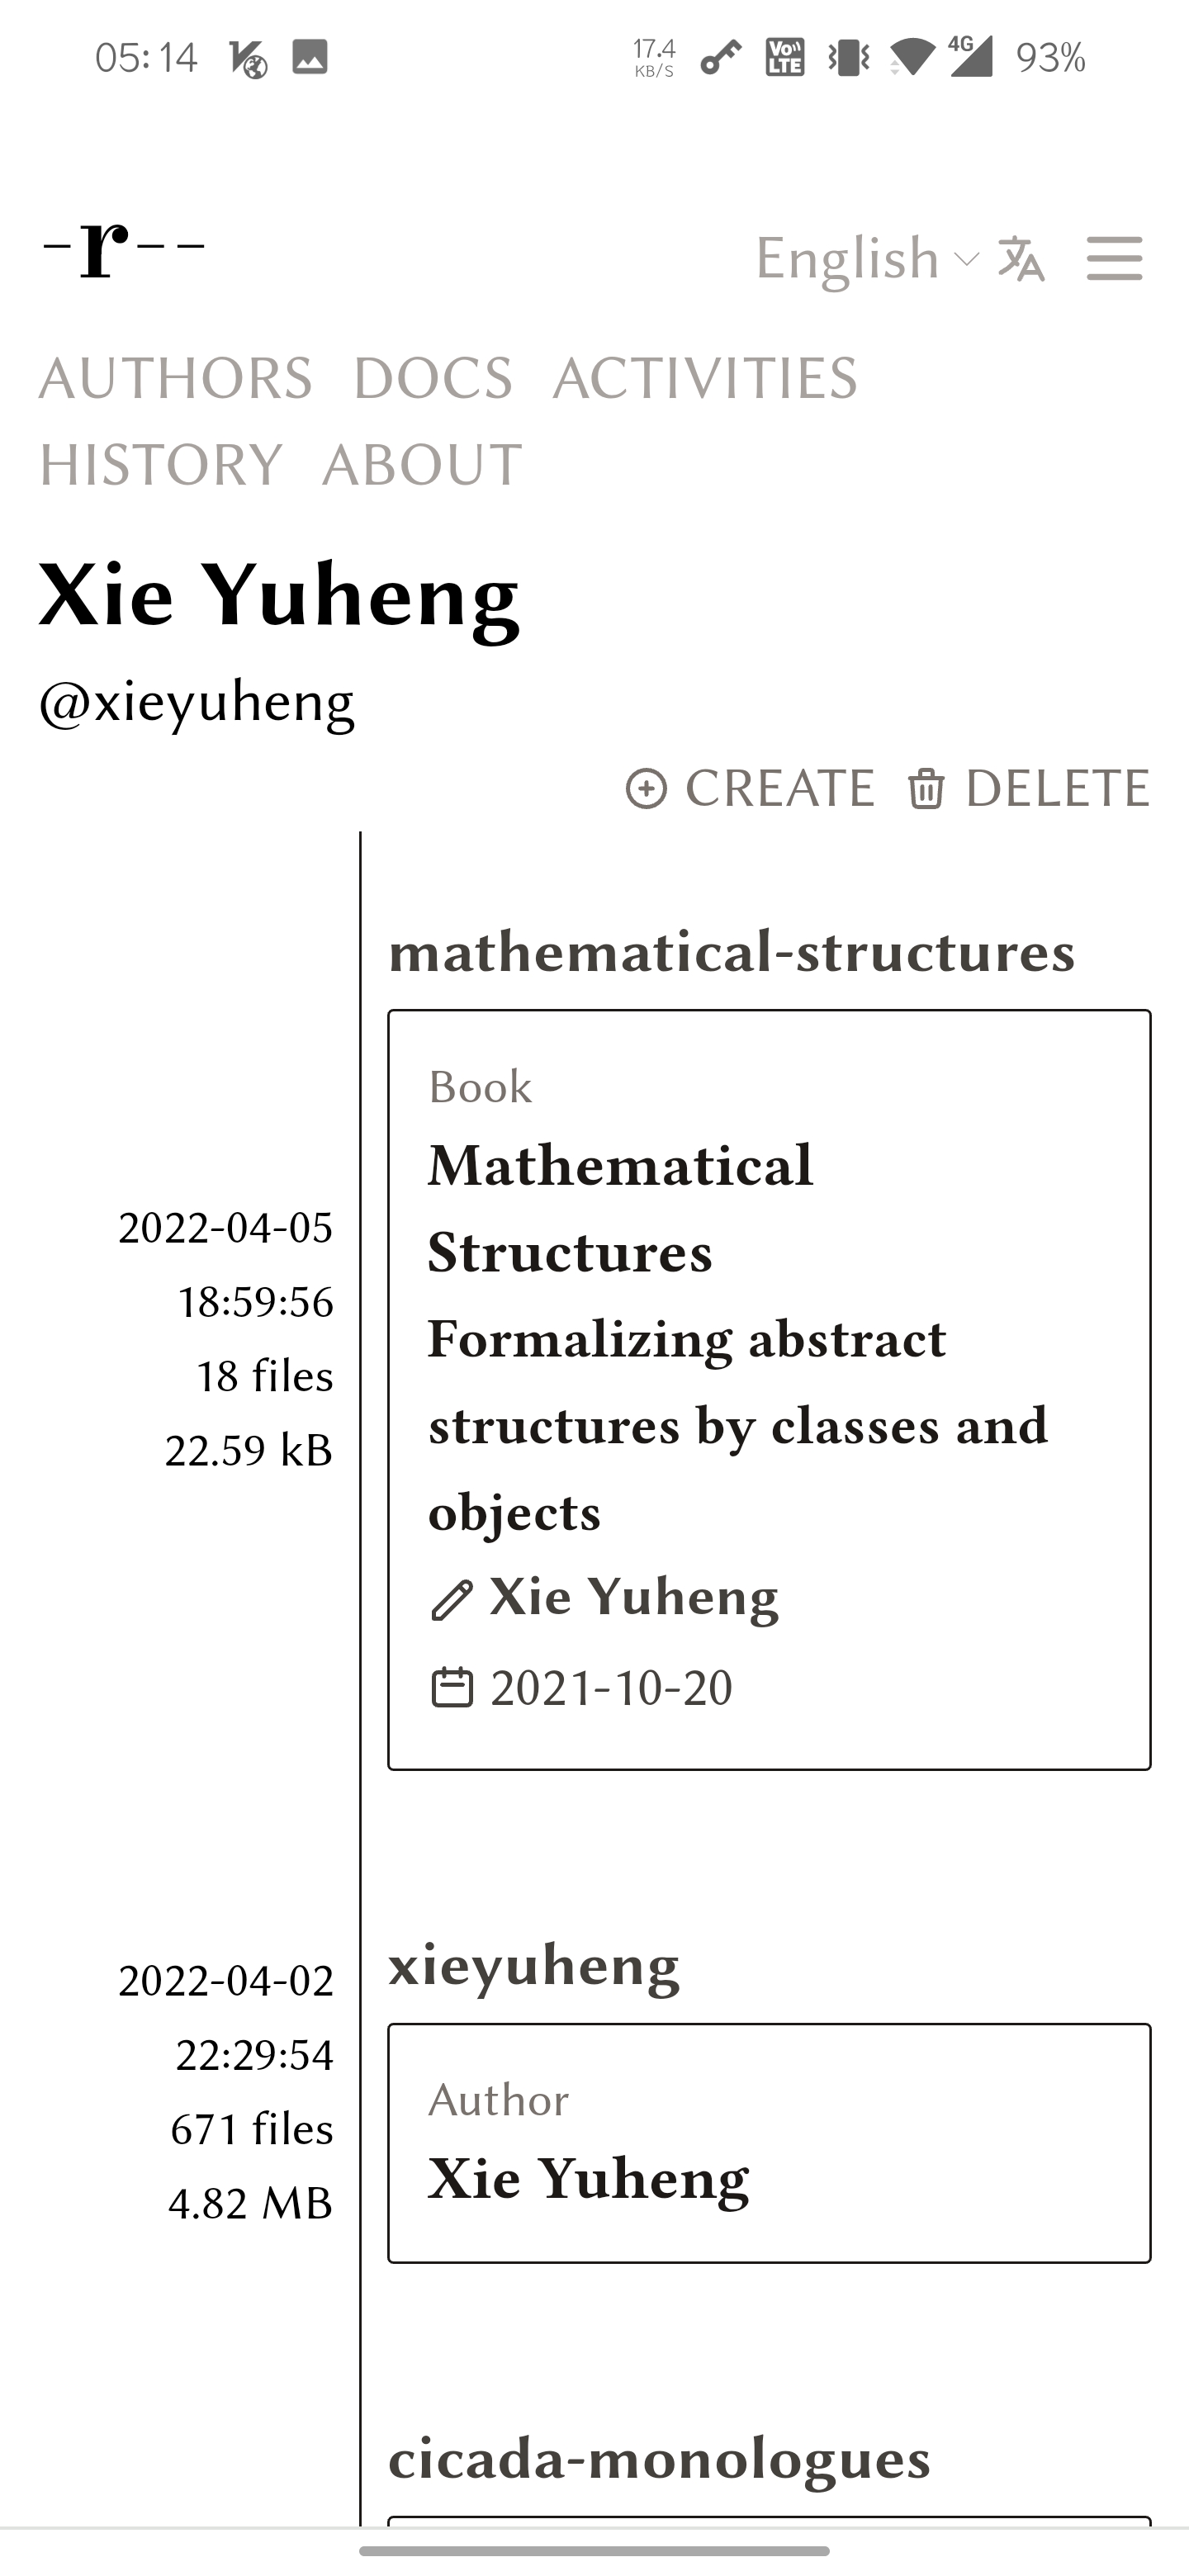 05:14 17.4 KB/S VoLTE 4G 93%
-r--
English
AUTHORS DOCS ACTIVITIES
HISTORY ABOUT
Xie Yuheng
@xieyuheng
CREATE DELETE
mathematical-structures
2022-04-05
18:59:56
18 files
22.59 kB
Book
Mathematical
Structures
Formalizing abstract
structures by classes and
objects
Xie Yuheng
2021-10-20
xieyuheng
2022-04-02
22:29:54
671 files
4.82 MB
Author
Xie Yuheng
cicada-monologues